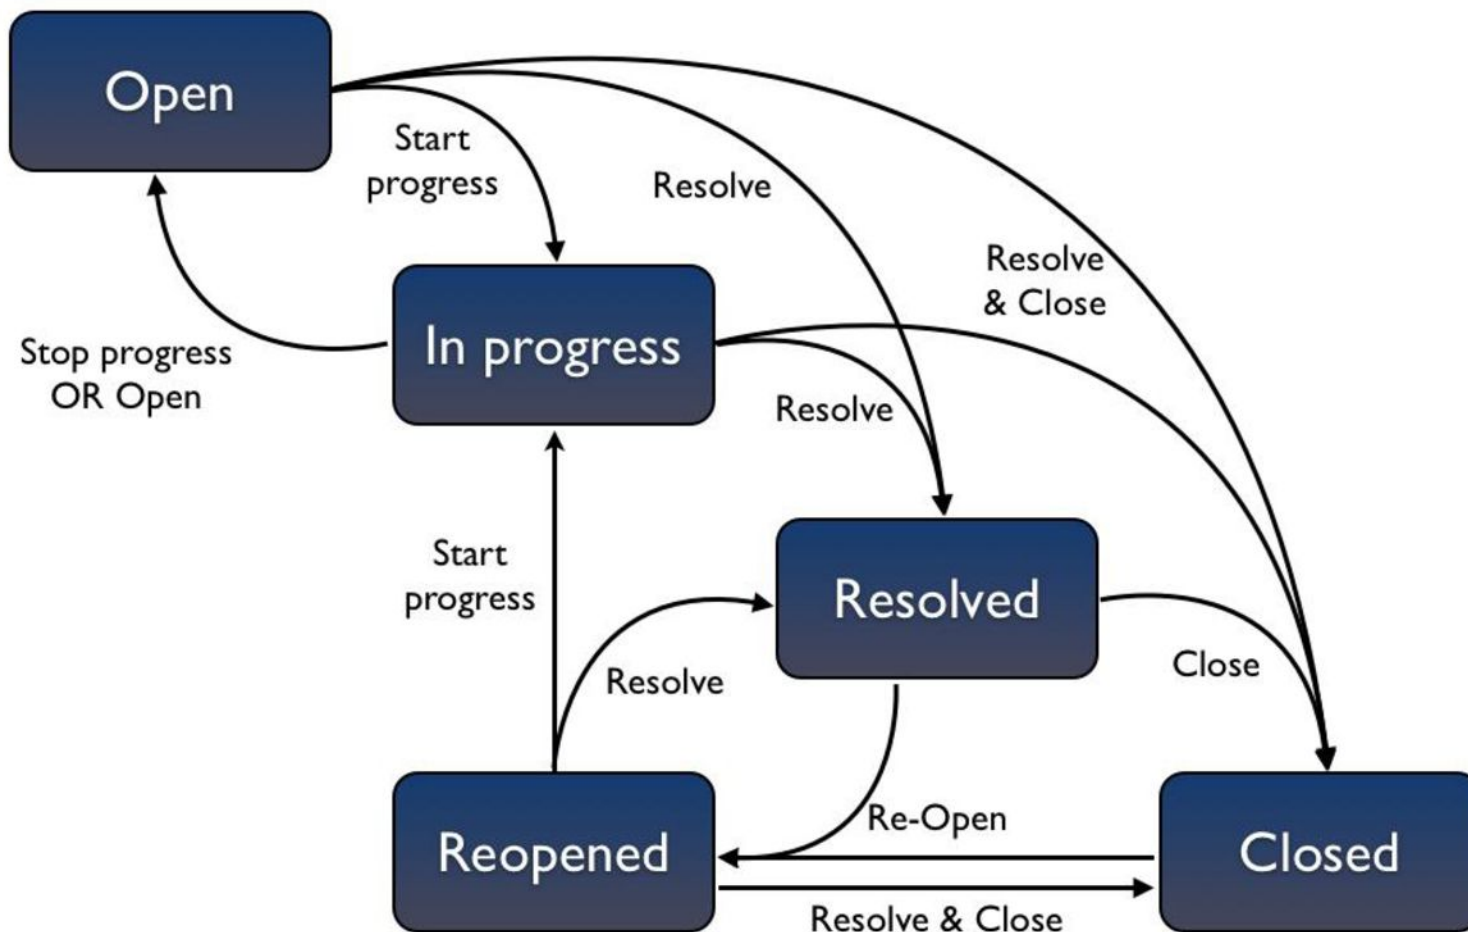 Open
Start
progress
Resolve
Resolve
& Close
Stop progress
OR Open
In progress
Resolve
Start
progress
Resolved
Resolve
Close
Re-Open
Reopened
Closed
Resolve & Close